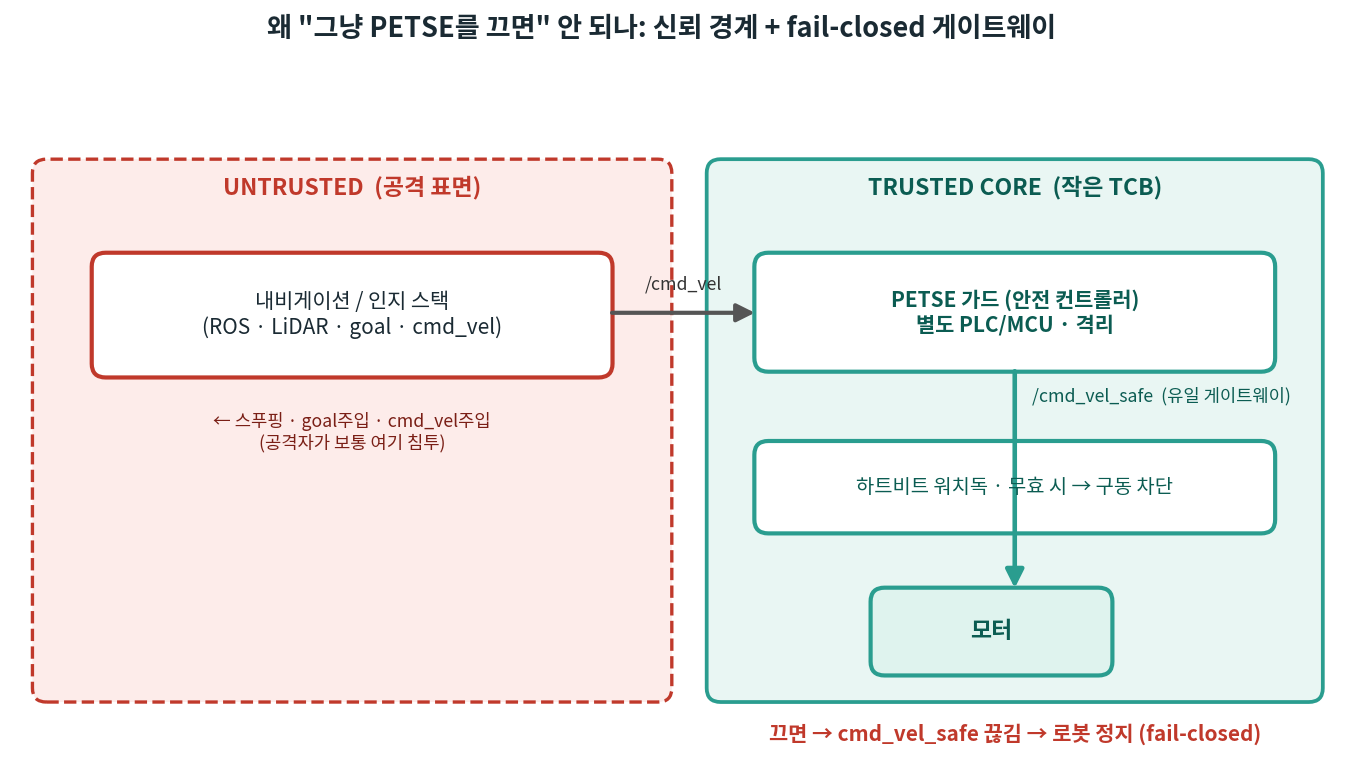 왜 "그냥 PETSE를 끄면" 안 되나: 신뢰 경계 + fail-closed 게이트웨이
UNTRUSTED (공격 표면)
내비게이션 / 인지 스택
(ROS · LiDAR · goal · cmd_vel)
← 스푸핑 · goal주입 · cmd_vel주입
(공격자가 보통 여기 침투)
/cmd_vel
TRUSTED CORE (작은 TCB)
PETSE 가드 (안전 컨트롤러)
별도 PLC/MCU · 격리
/cmd_vel_safe (유일 게이트웨이)
하트비트 워치독 · 무효 시 → 구동 차단
모터
끄면 → cmd_vel_safe 끊김 → 로봇 정지 (fail-closed)